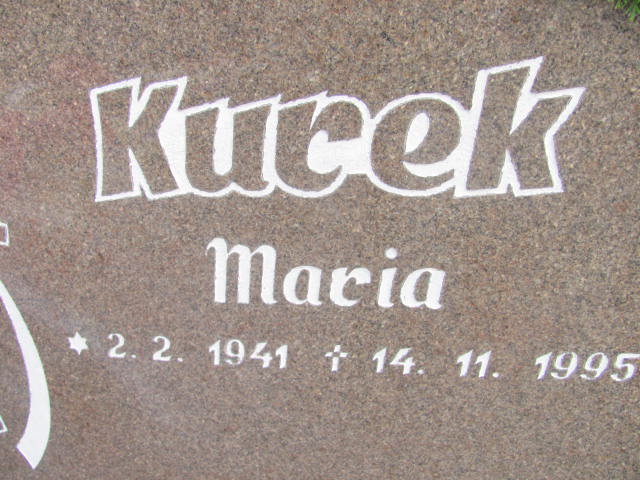 Kucek
Maria
* 2. 2. 1941 † 14. 11. 1995